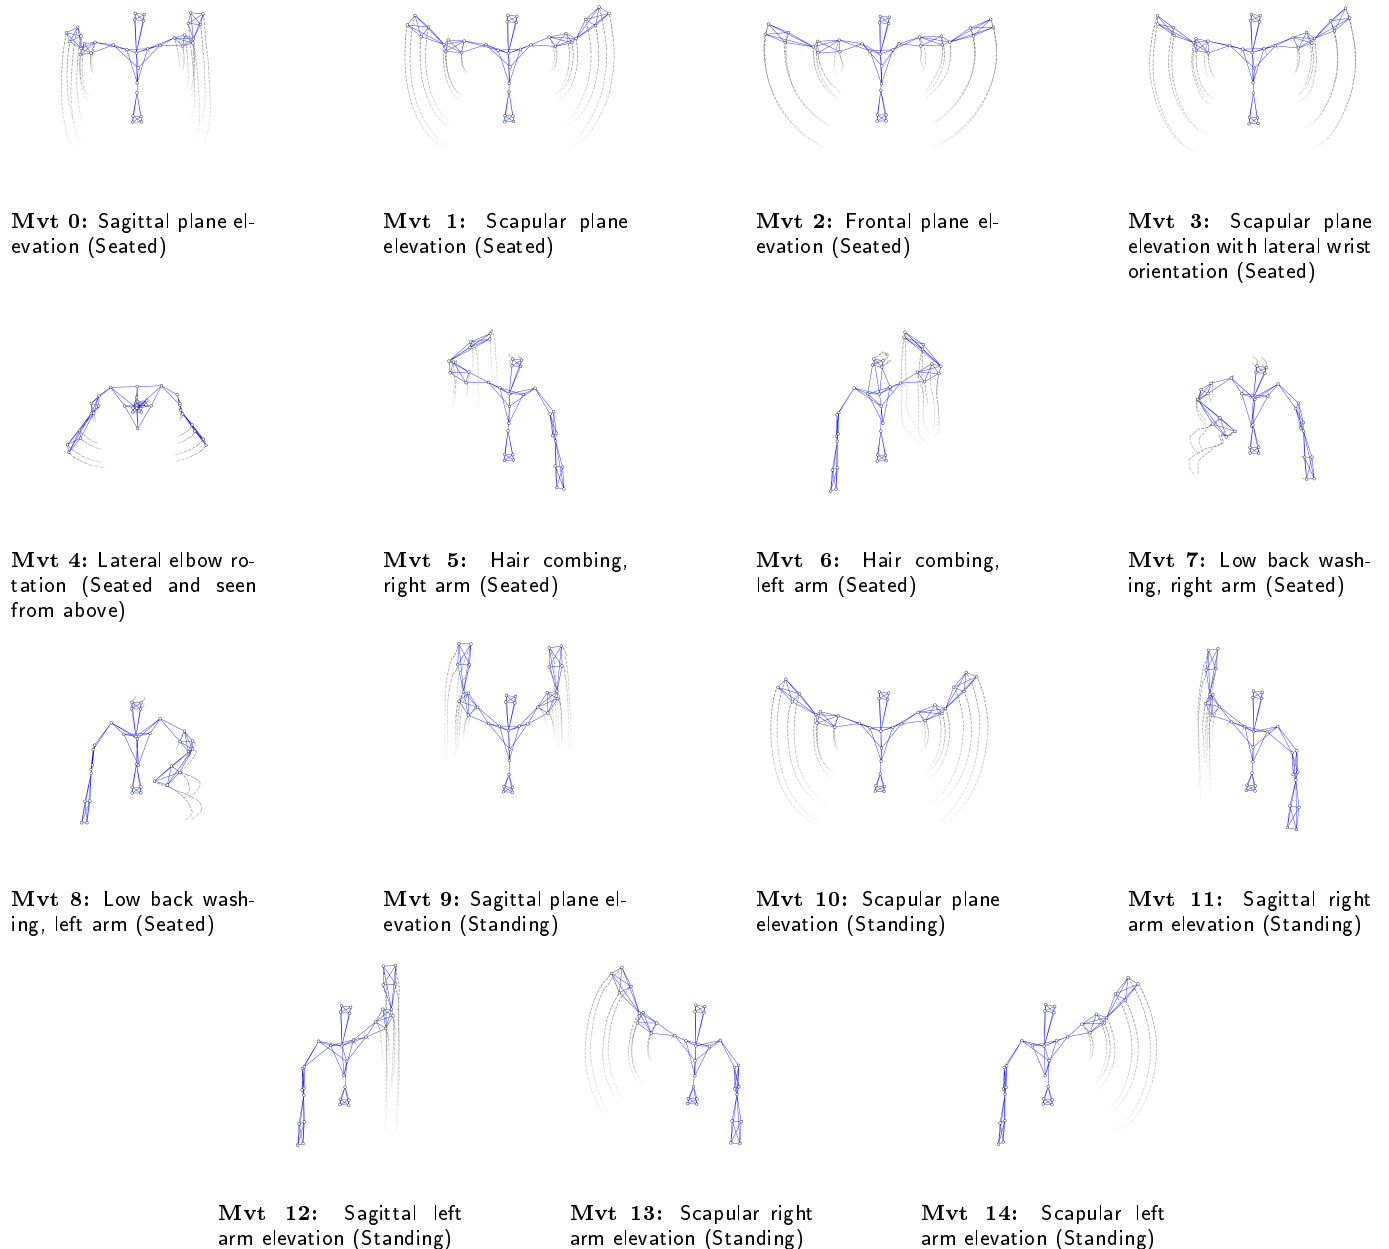 Mvt 0: Sagittal plane el-
evation (Seated)
Mvt 1: Scapular plane
elevation (Seated)
Mvt 2: Frontal plane el-
evation (Seated)
Mvt 3: Scapular plane
elevation with lateral wrist
orientation (Seated)
Mvt 4: Lateral elbow ro-
tation (Seated and seen
from above)
Mvt 5: Hair combing,
right arm (Seated)
Mvt 6: Hair combing,
left arm (Seated)
Mvt 7: Low back wash-
ing, right arm (Seated)
Mvt 8: Low back wash-
ing, left arm (Seated)
Mvt 9: Sagittal plane el-
evation (Standing)
Mvt 10: Scapular plane
elevation (Standing)
Mvt 11: Sagittal right
arm elevation (Standing)
Mvt 12: Sagittal left
arm elevation (Standing)
Mvt 13: Scapular right
arm elevation (Standing)
Mvt 14: Scapular left
arm elevation (Standing)